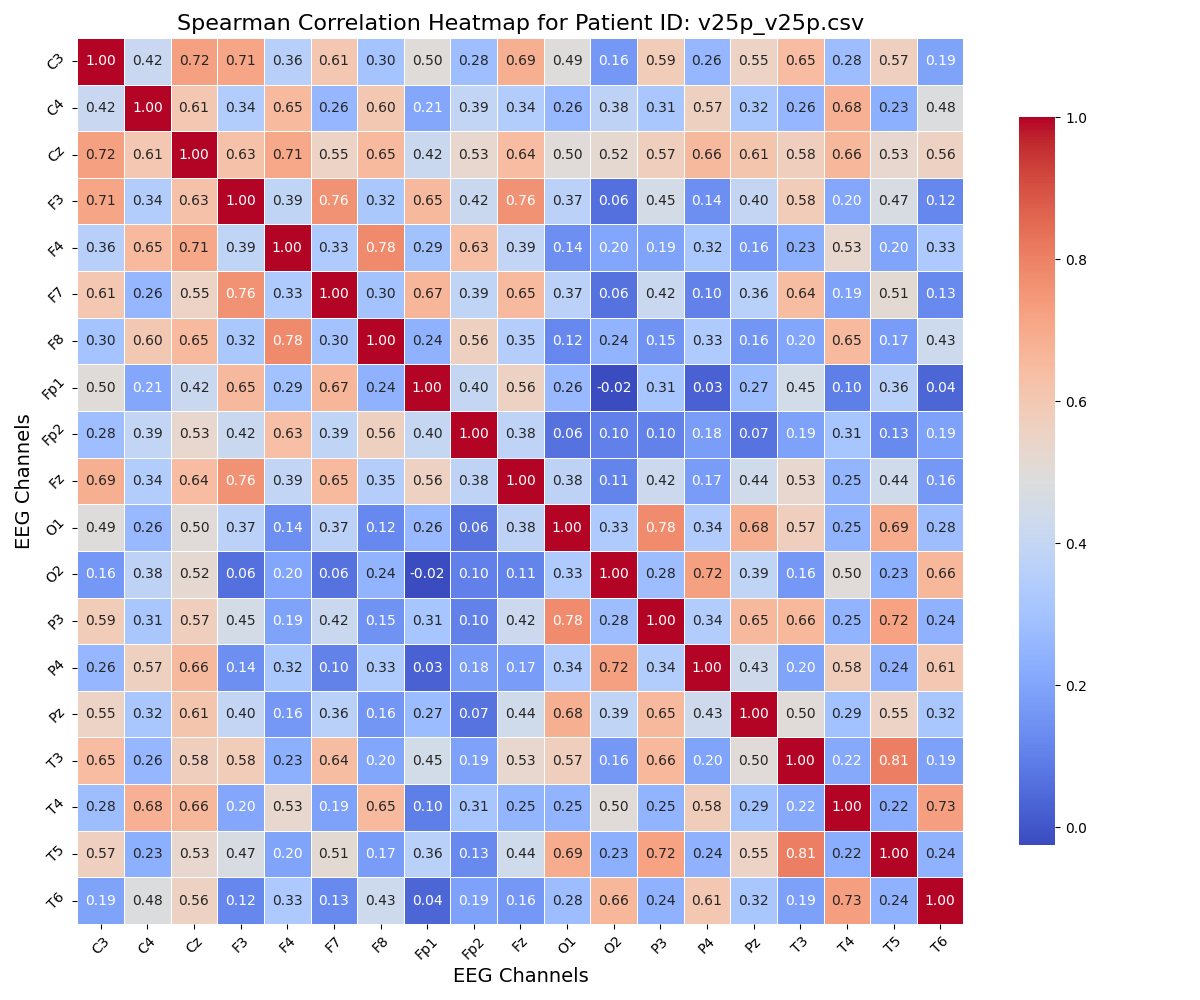 Spearman Correlation Heatmap for Patient ID: v25p_v25p.csv
C3 1.00 0.42 0.72 0.71 0.36 0.61 0.30 0.50 0.28 0.69 0.49 0.16 0.59 0.26 0.55 0.65 0.28 0.57 0.19
C4 0.42 1.00 0.61 0.34 0.65 0.26 0.60 0.21 0.39 0.34 0.26 0.38 0.31 0.57 0.32 0.26 0.68 0.23 0.48
Cz 0.72 0.61 1.00 0.63 0.71 0.55 0.65 0.42 0.53 0.64 0.50 0.52 0.57 0.66 0.61 0.58 0.66 0.53 0.56
F3 0.71 0.34 0.63 1.00 0.39 0.76 0.32 0.65 0.42 0.76 0.37 0.06 0.45 0.14 0.40 0.58 0.20 0.47 0.12
F4 0.36 0.65 0.71 0.39 1.00 0.33 0.78 0.29 0.63 0.39 0.14 0.20 0.19 0.32 0.16 0.23 0.53 0.20 0.33
F7 0.61 0.26 0.55 0.76 0.33 1.00 0.30 0.67 0.39 0.65 0.37 0.06 0.42 0.10 0.36 0.64 0.19 0.51 0.13
F8 0.30 0.60 0.65 0.32 0.78 0.30 1.00 0.24 0.56 0.35 0.12 0.24 0.15 0.33 0.16 0.20 0.65 0.17 0.43
Fp1 0.50 0.21 0.42 0.65 0.29 0.67 0.24 1.00 0.40 0.56 0.26 -0.02 0.31 0.03 0.27 0.45 0.10 0.36 0.04
Fp2 0.28 0.39 0.53 0.42 0.63 0.39 0.56 0.40 1.00 0.38 0.06 0.10 0.10 0.18 0.07 0.19 0.31 0.13 0.19
Fz 0.69 0.34 0.64 0.76 0.39 0.65 0.35 0.56 0.38 1.00 0.38 0.11 0.42 0.17 0.44 0.53 0.25 0.44 0.16
O1 0.49 0.26 0.50 0.37 0.14 0.37 0.12 0.26 0.06 0.38 1.00 0.33 0.78 0.34 0.68 0.57 0.25 0.69 0.28
O2 0.16 0.38 0.52 0.06 0.20 0.06 0.24 -0.02 0.10 0.11 0.33 1.00 0.28 0.72 0.39 0.16 0.50 0.23 0.66
P3 0.59 0.31 0.57 0.45 0.19 0.42 0.15 0.31 0.10 0.42 0.78 0.28 1.00 0.34 0.65 0.66 0.25 0.72 0.24
P4 0.26 0.57 0.66 0.14 0.32 0.10 0.33 0.03 0.18 0.17 0.34 0.72 0.34 1.00 0.43 0.20 0.58 0.24 0.61
Pz 0.55 0.32 0.61 0.40 0.16 0.36 0.16 0.27 0.07 0.44 0.68 0.39 0.65 0.43 1.00 0.50 0.29 0.55 0.32
T3 0.65 0.26 0.58 0.58 0.23 0.64 0.20 0.45 0.19 0.53 0.57 0.16 0.66 0.20 0.50 1.00 0.22 0.81 0.19
T4 0.28 0.68 0.66 0.20 0.53 0.19 0.65 0.10 0.31 0.25 0.25 0.50 0.25 0.58 0.29 0.22 1.00 0.22 0.73
T5 0.57 0.23 0.53 0.47 0.20 0.51 0.17 0.36 0.13 0.44 0.69 0.23 0.72 0.24 0.55 0.81 0.22 1.00 0.24
T6 0.19 0.48 0.56 0.12 0.33 0.13 0.43 0.04 0.19 0.16 0.28 0.66 0.24 0.61 0.32 0.19 0.73 0.24 1.00
C3 C4 Cz F3 F4 F7 F8 Fp1 Fp2 Fz O1 O2 P3 P4 Pz T3 T4 T5 T6
EEG Channels
EEG Channels
1.0
0.8
0.6
0.4
0.2
0.0